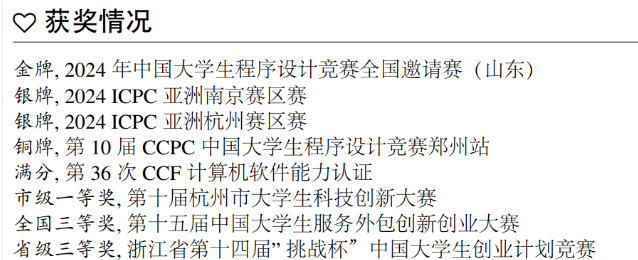 获奖情况
金牌, 2024 年中国大学生程序设计竞赛全国邀请赛（山东）
银牌, 2024 ICPC 亚洲南京赛区赛
银牌, 2024 ICPC 亚洲杭州赛区赛
铜牌, 第 10 届 CCPC 中国大学生程序设计竞赛郑州站
满分, 第 36 次 CCF 计算机软件能力认证
市级一等奖, 第十届杭州市大学生科技创新大赛
全国三等奖, 第十五届中国大学生服务外包创新创业大赛
省级三等奖, 浙江省第十四届” 挑战杯”中国大学生创业计划竞赛